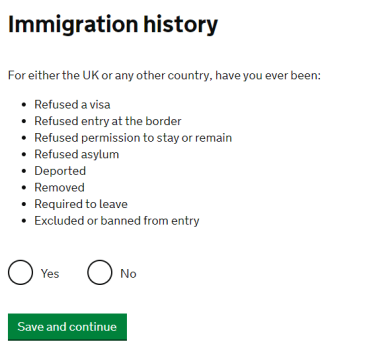 Immigration history
For either the UK or any other country, have you ever been:
• Refused a visa
• Refused entry at the border
• Refused permission to stay or remain
• Refused asylum
• Deported
• Removed
• Required to leave
• Excluded or banned from entry
Yes No
Save and continue